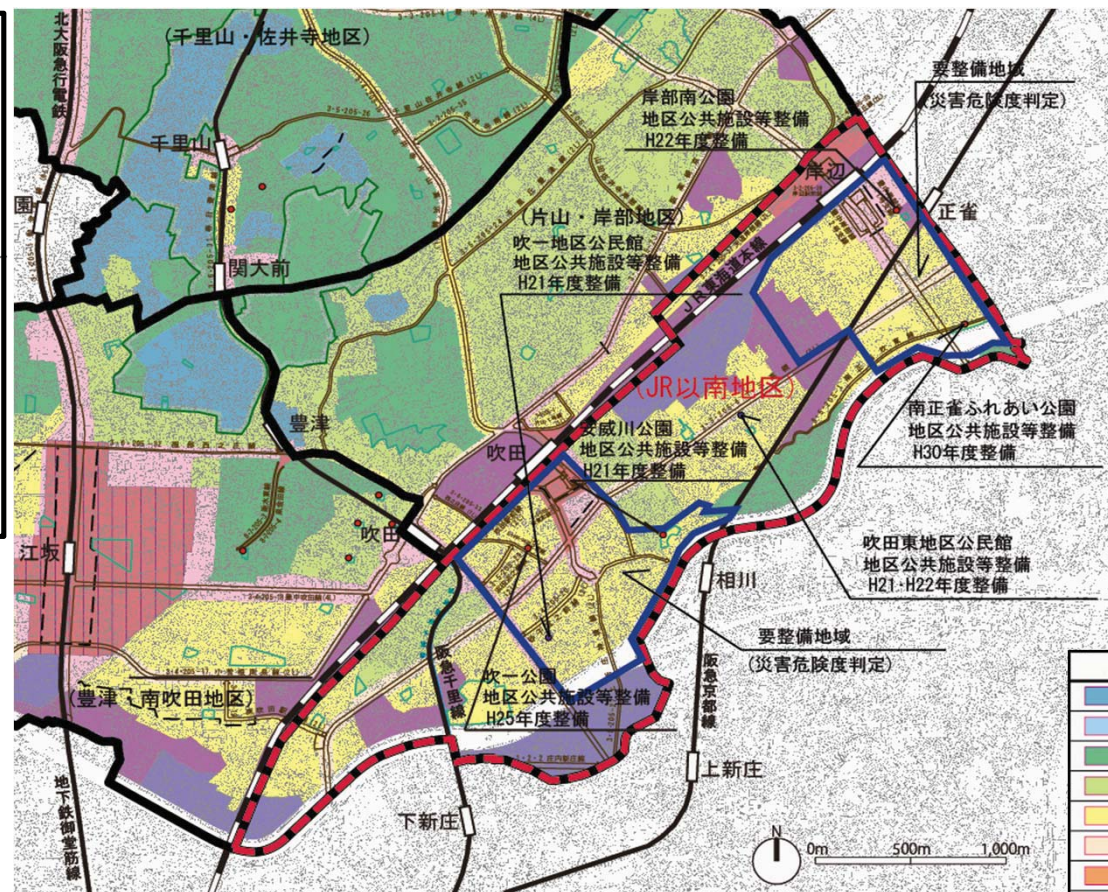 北大阪急行電鉄
(千里山・佐井寺地区)
要整備地域
(災害危険度判定)
岸部南公園
地区公共施設等整備
H22年度整備
千里山
岸辺
正雀
園
(片山・岸部地区)
吹一地区公民館
地区公共施設等整備
H21年度整備
関大前
JR東海道本線
(JR以南地区)
豊津
安威川公園
地区公共施設等整備
H21年度整備
吹田
南正雀ふれあい公園
地区公共施設等整備
H30年度整備
吹田
江坂
吹田東地区公民館
地区公共施設等整備
H21・H22年度整備
相川
要整備地域
(災害危険度判定)
阪急千里線
阪急京都線
吹一公園
地区公共施設等整備
H25年度整備
(豊津・南吹田地区)
上新庄
下新庄
地下鉄御堂筋線
N
0m 500m 1,000m